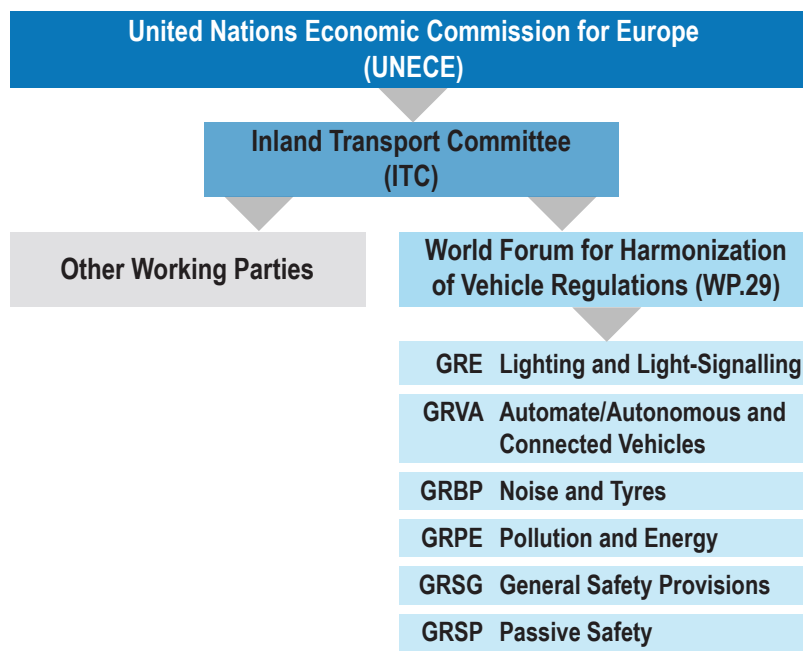 United Nations Economic Commission for Europe
(UNECE)
Inland Transport Committee
(ITC)
Other Working Parties
World Forum for Harmonization
of Vehicle Regulations (WP.29)
GRE Lighting and Light-Signalling
GRVA Automate/Autonomous and
Connected Vehicles
GRBP Noise and Tyres
GRPE Pollution and Energy
GRSG General Safety Provisions
GRSP Passive Safety